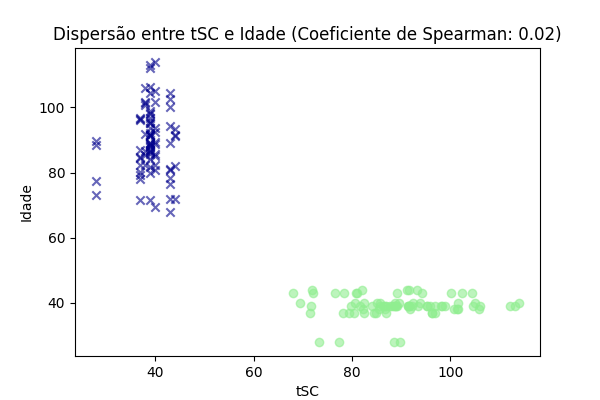 Dispersão entre tSC e Idade (Coeficiente de Spearman: 0.02)
100
80
60
40
Idade
40 60 80 100
tSC